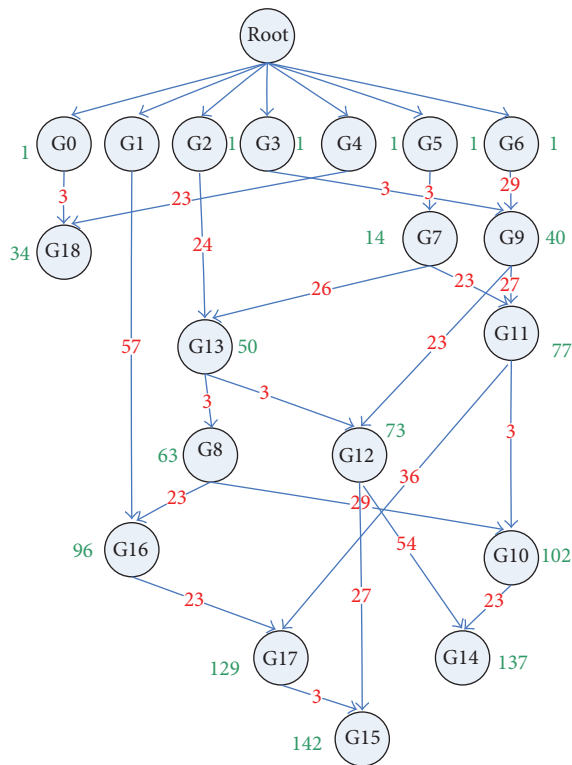 Root
G0 G1 G2 1 G3 1 G4 1 G5 1 G6 1
1
3 23 3 3 29
34 G18 24 14 G7 G9 40
26 23 27
57 G13 50 23 G11 77
3 3 3
63 G8 73 G12
23 29 36
96 G16 54 G10 102
23 27 23
G17 G14
129 137
3
142 G15